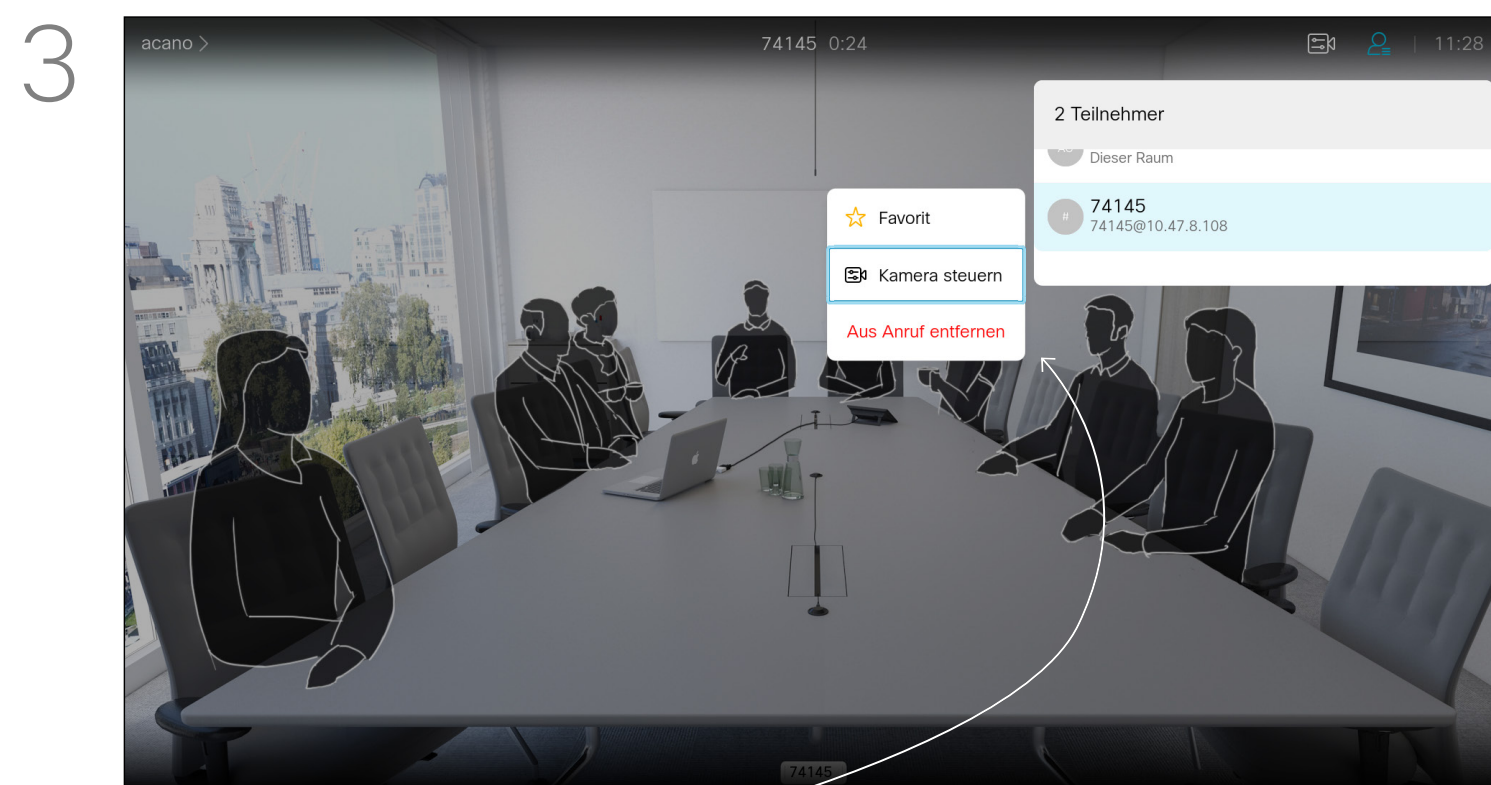 3
acano >
74145 0:24
11:28
2 Teilnehmer
Dieser Raum
74145
74145@10.47.8.108
#
Favorit
Kamera steuern
Aus Anruf entfernen
74145